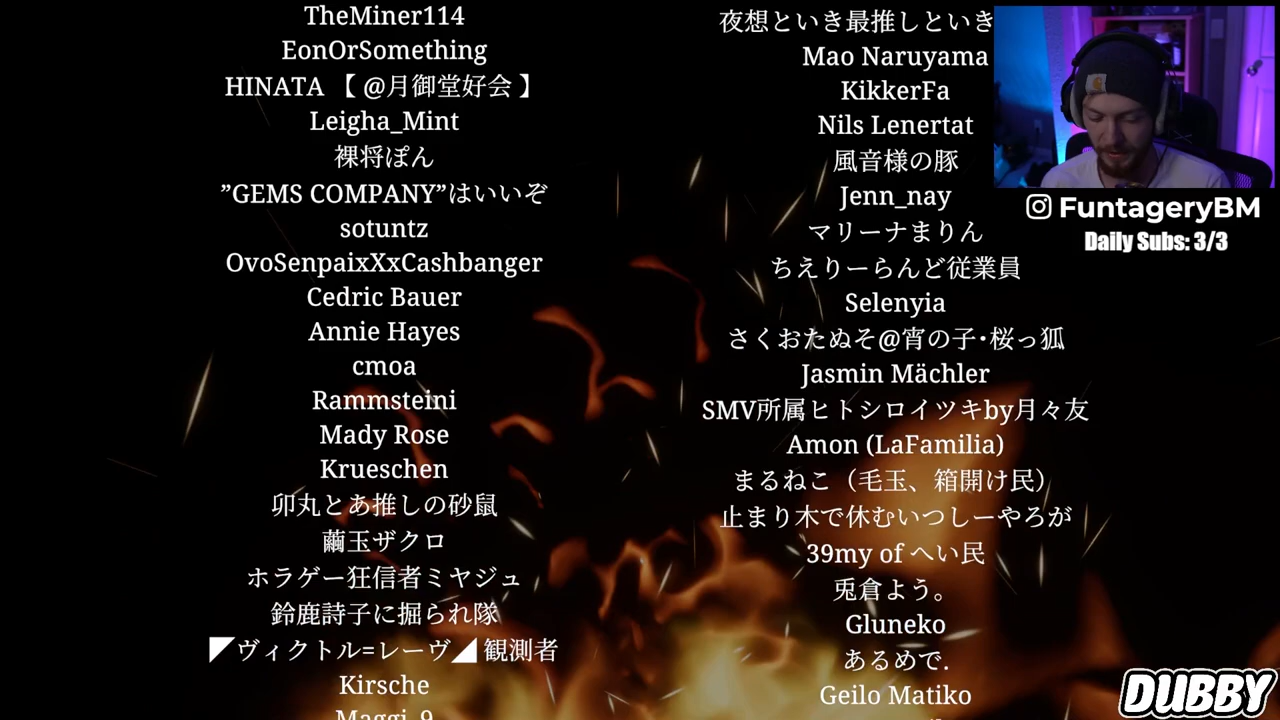 TheMiner114
EonOrSomething
HINATA 【 @月御堂好会 】
Leigha_Mint
裸将ぽん
”GEMS COMPANY”はいいぞ
sotuntz
OvoSenpaixXxCashbanger
Cedric Bauer
Annie Hayes
cmoa
Rammsteini
Mady Rose
Krueschen
卯丸とあ推しの砂鼠
繭玉ザクロ
ホラゲー狂信者ミヤジュ
鈴鹿詩子に掘られ隊
◤ヴィクトル=レーヴ◢ 観測者
Kirsche
夜想といき最推しといき
Mao Naruyama
KikkerFa
Nils Lenertat
風音様の豚
Jenn_nay
マリーナまりん
ちえりーらんど従業員
Selenyia
さくおたぬそ@宵の子･桜っ狐
Jasmin Mächler
SMV所属ヒトシロイツキby月々友
Amon (LaFamilia)
まるねこ（毛玉、箱開け民）
止まり木で休むいつしーやろが
39my of へい民
兎倉よう。
Gluneko
あるめで.
Geilo Matiko
FuntageryBM
Daily Subs: 3/3
DUBBY